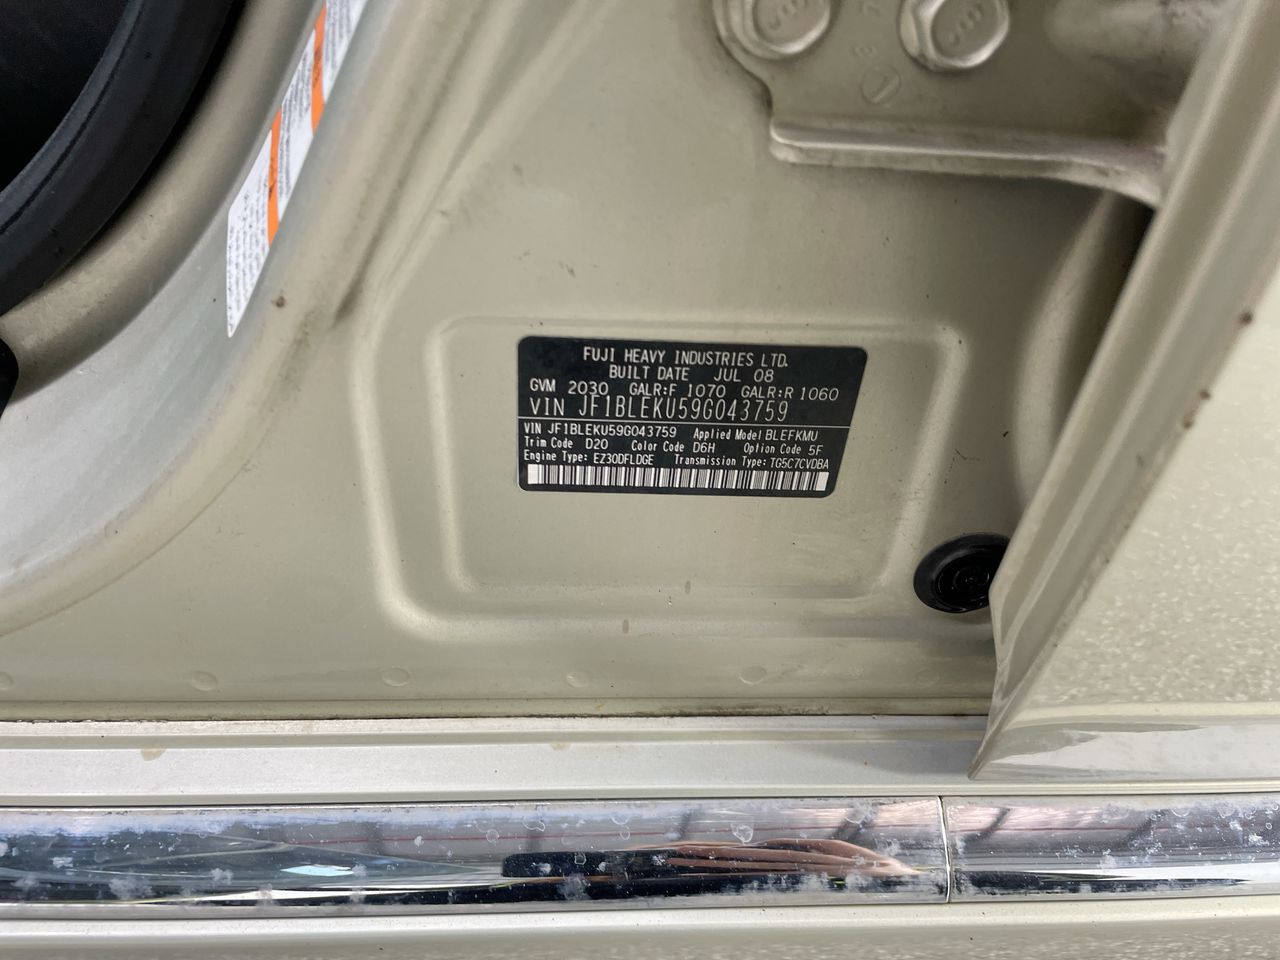 FUJI HEAVY INDUSTRIES LTD.
BUILT DATE JUL 08
GVM 2030 GALR:F 1070 GALR:R 1060
VIN JF1BLEKU59G043759
VIN JF1BLEKU59G043759 Applied Model BLEFKMU
Trim Code D20 Color Code D6H Option Code 5F
Engine Type: EZ30DFLDGE Transmission Type: TG5C7CVDBA